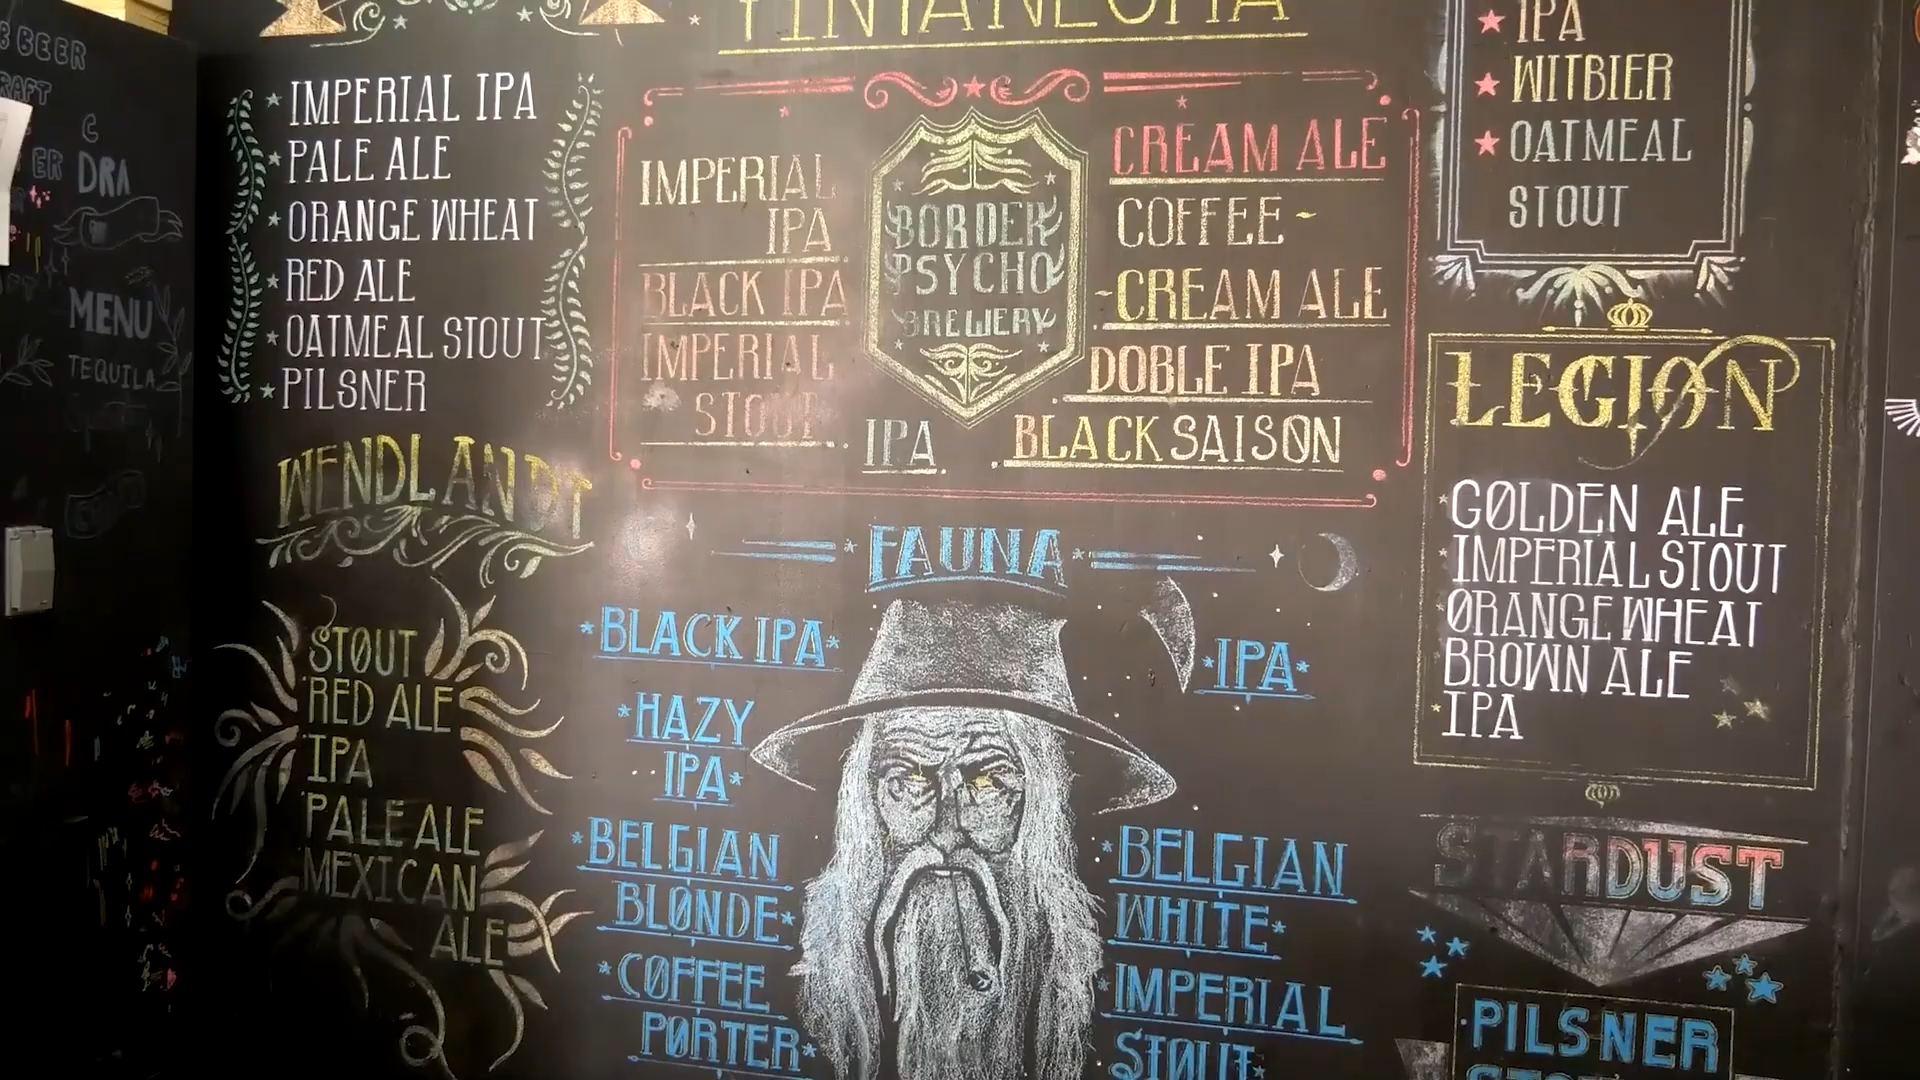 BEER
DRA
MENU
TEQUILA
IMPERIAL IPA
PALE ALE
ORANGE WHEAT
RED ALE
OATMEAL STOUT
PILSNER
WENDLANDT
STOUT
RED ALE
IPA
PALE ALE
MEXICAN
ALE
IMPERIAL
IPA
BLACK IPA
IMPERIAL
STOUT
BORDER
PSYCHO
BREWERY
IPA
CREAM ALE
COFFEE -
-CREAM ALE
DOBLE IPA
BLACK SAISON
FAUNA
BLACK IPA
HAZY
IPA
BELGIAN
BLONDE
COFFEE
PORTER
IPA
BELGIAN
WHITE
IMPERIAL
STOUT
IPA
WITBIER
OATMEAL
STOUT
LEGION
GOLDEN ALE
IMPERIAL STOUT
ORANGE WHEAT
BROWN ALE
IPA
STARDUST
PILSNER